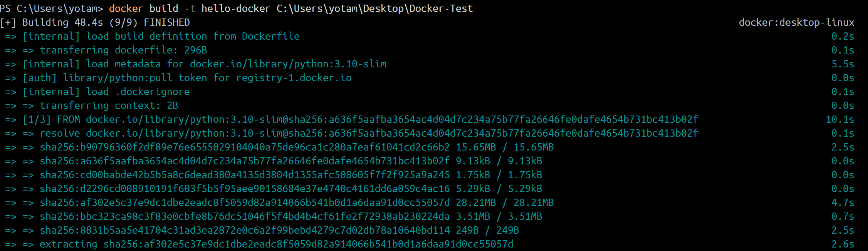 PS C:\Users\yotam> docker build -t hello-docker C:\Users\yotam\Desktop\Docker-Test
[+] Building 48.4s (9/9) FINISHED docker:desktop-linux
=> [internal] load build definition from Dockerfile 0.2s
=> => transferring dockerfile: 296B 0.1s
=> [internal] load metadata for docker.io/library/python:3.10-slim 5.5s
=> [auth] library/python:pull token for registry-1.docker.io 0.0s
=> [internal] load .dockerignore 0.1s
=> => transferring context: 2B 0.0s
=> [1/3] FROM docker.io/library/python:3.10-slim@sha256:a636f5aafba3654ac4d04d7c234a75b77fa26646fe0dafe4654b731bc413b02f 10.1s
=> => resolve docker.io/library/python:3.10-slim@sha256:a636f5aafba3654ac4d04d7c234a75b77fa26646fe0dafe4654b731bc413b02f 0.1s
=> => sha256:b90796360f2df89e76e6555029104040a75de96ca1c280a7eaf61041cd2c66b2 15.65MB / 15.65MB 2.5s
=> => sha256:a636f5aafba3654ac4d04d7c234a75b77fa26646fe0dafe4654b731bc413b02f 9.13kB / 9.13kB 0.0s
=> => sha256:cd00babde42b5b5a8c6dead380a4135d3804d1355afc508605f7f2f925a9a245 1.75kB / 1.75kB 0.0s
=> => sha256:d2296cd008910191f603f5b5f95aee90158684e37e4740c4161dd6a059c4ac16 5.29kB / 5.29kB 0.0s
=> => sha256:af302e5c37e9dc1dbe2eadc8f5059d82a914066b541b0d1a6daa91d0cc55057d 28.21MB / 28.21MB 4.7s
=> => sha256:bbc323ca98c3f83e0cbfe8b76dc51046f5f4bd4b4cf61fe2f72938ab230224da 3.51MB / 3.51MB 0.7s
=> => sha256:8831b5aa5e41704c31ad3ea2872e0c6a2f99bebd4279c7d02db78a10640bd114 249B / 249B 2.5s
=> => extracting sha256:af302e5c37e9dc1dbe2eadc8f5059d82a914066b541b0d1a6daa91d0cc55057d 2.6s